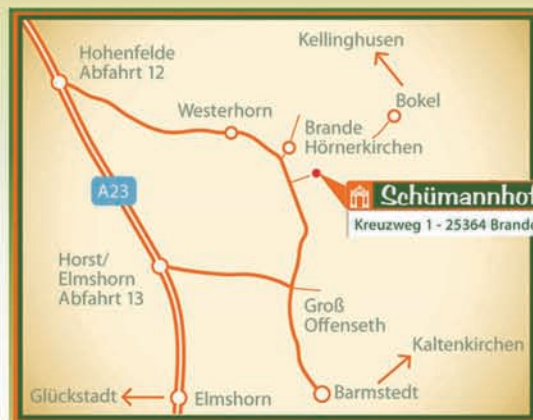 Kellinghusen
Hohenfelde
Abfahrt 12
Westerhorn
Bokel
Brande
Hörnerkirchen
A23
Schümannhof
Kreuzweg 1 - 25364 Brande
Horst/
Elmshorn
Abfahrt 13
Groß
Offenseth
Kaltenkirchen
Glückstadt
Elmshorn
Barmstedt